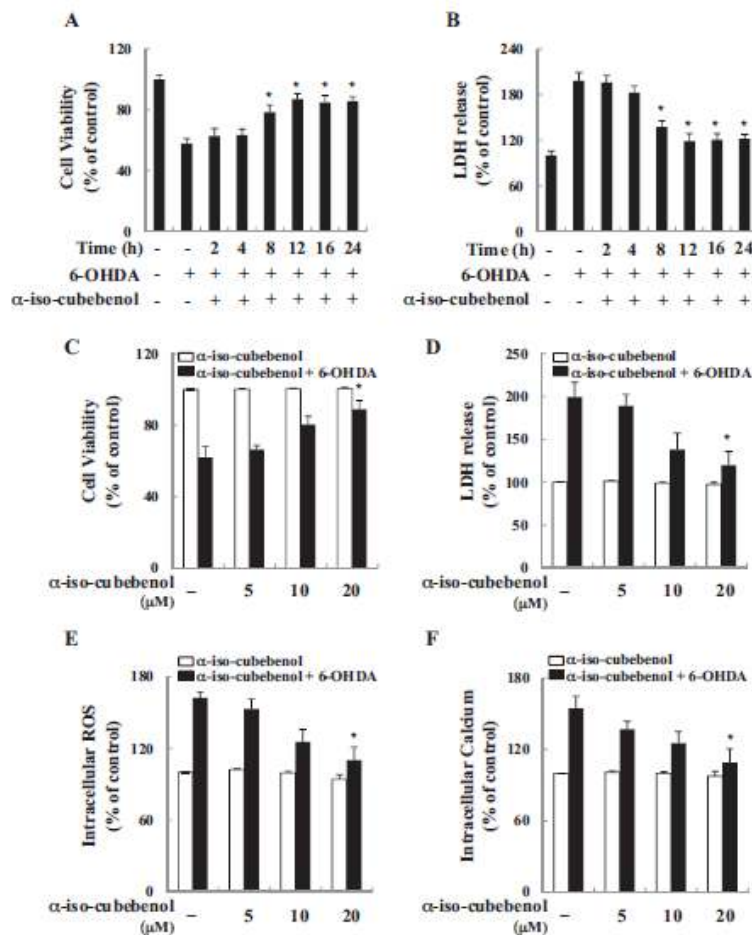 A
Cell Viability
(% of control)
120
80
40
0
Time (h) - - 2 4 8 12 16 24
6-OHDA - + + + + + + +
α-iso-cubebenol - - + + + + + +
* * * *
B
LDH release
(% of control)
240
180
120
60
0
Time (h) - - 2 4 8 12 16 24
6-OHDA - + + + + + + +
α-iso-cubebenol - - + + + + + +
* * * *
C
α-iso-cubebenol
α-iso-cubebenol + 6-OHDA
Cell Viability
(% of control)
120
80
40
0
*
α-iso-cubebenol
(μM) – 5 10 20
D
α-iso-cubebenol
α-iso-cubebenol + 6-OHDA
LDH release
(% of control)
250
200
150
100
50
0
*
α-iso-cubebenol
(μM) – 5 10 20
E
α-iso-cubebenol
α-iso-cubebenol + 6-OHDA
Intracellular ROS
(% of control)
180
120
60
0
*
α-iso-cubebenol
(μM) – 5 10 20
F
α-iso-cubebenol
α-iso-cubebenol + 6-OHDA
Intracellular Calcium
(% of control)
180
120
60
0
*
α-iso-cubebenol
(μM) – 5 10 20